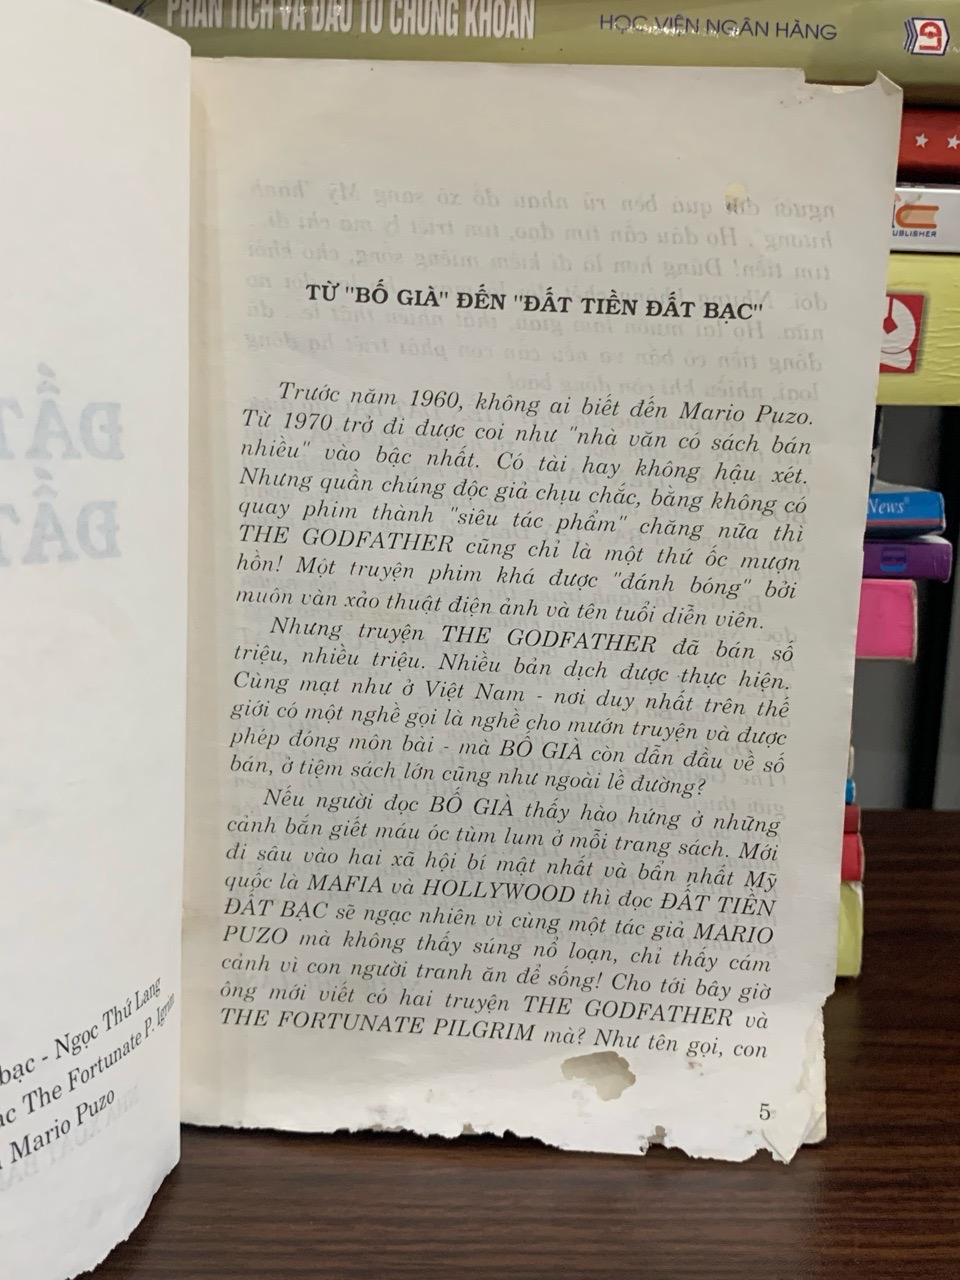 PHÂN TÍCH VÀ ĐẦU TƯ CHỨNG KHOÁN
HỌC VIỆN NGÂN HÀNG
TỪ "BỐ GIÀ" ĐẾN "ĐẤT TIỀN ĐẤT BẠC"
Trước năm 1960, không ai biết đến Mario Puzo.
Từ 1970 trở đi được coi như "nhà văn có sách bán
nhiều" vào bậc nhất. Có tài hay không hậu xét.
Nhưng quần chúng độc giả chịu chắc, bằng không có
quay phim thành "siêu tác phẩm" chăng nữa thì
THE GODFATHER cũng chỉ là một thứ ốc mượn
hồn! Một truyện phim khá được "đánh bóng" bởi
muôn vàn xảo thuật điện ảnh và tên tuổi diễn viên.
Nhưng truyện THE GODFATHER đã bán số
triệu, nhiều triệu. Nhiều bản dịch được thực hiện.
Cùng mạt như ở Việt Nam - nơi duy nhất trên thế
giới có một nghề gọi là nghề cho mướn truyện và được
phép đóng môn bài - mà BỐ GIÀ còn dẫn đầu về số
bán, ở tiệm sách lớn cũng như ngoài lề đường?
Nếu người đọc BỐ GIÀ thấy hào hứng ở những
cảnh bắn giết máu óc tùm lum ở mỗi trang sách. Mới
đi sâu vào hai xã hội bí mật nhất và bẩn nhất Mỹ
quốc là MAFIA và HOLLYWOOD thì đọc ĐẤT TIỀN
ĐẤT BẠC sẽ ngạc nhiên vì cùng một tác giả MARIO
PUZO mà không thấy súng nổ loạn, chỉ thấy cám
cảnh vì con người tranh ăn để sống! Cho tới bây giờ
ông mới viết có hai truyện THE GODFATHER và
THE FORTUNATE PILGRIM mà? Như tên gọi, con
5
bạc - Ngọc Thứ Lang
ạc The Fortunate P. Igrim
Mario Puzo
News
PUBLISHER